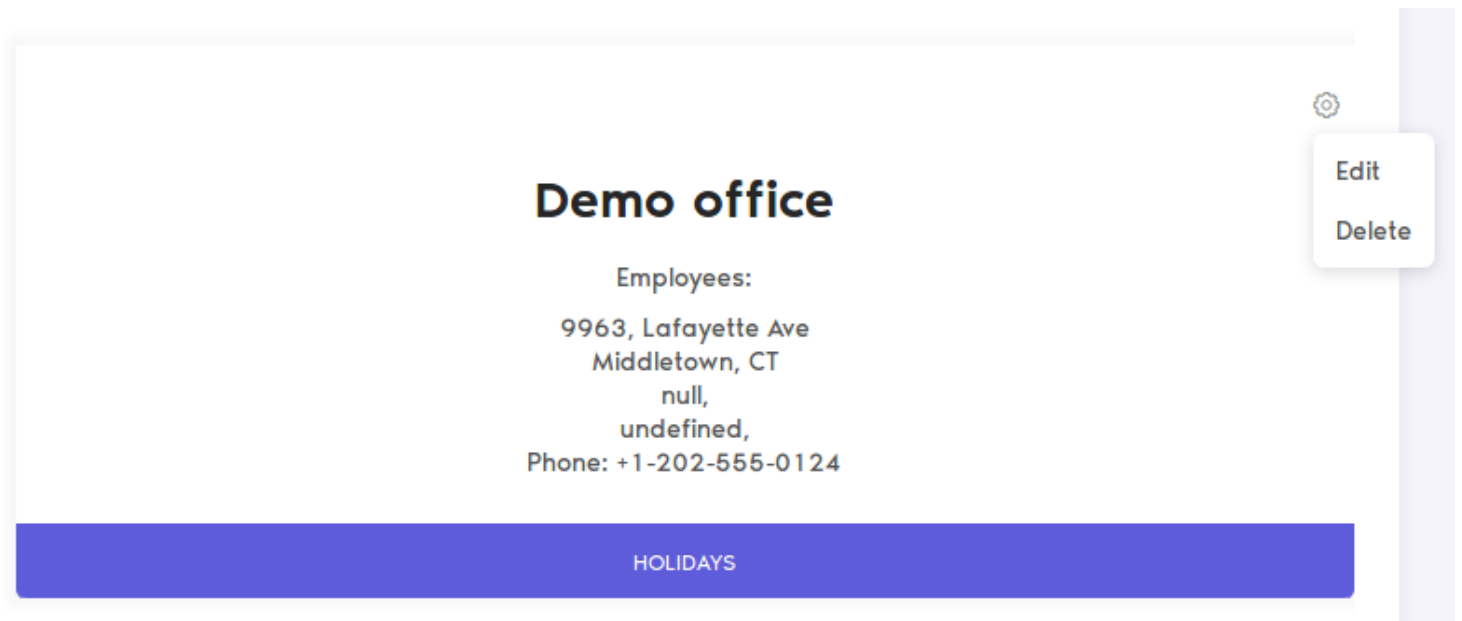 Edit
Delete
Demo office
Employees:
9963, Lafayette Ave
Middletown, CT
null,
undefined,
Phone: +1-202-555-0124
HOLIDAYS